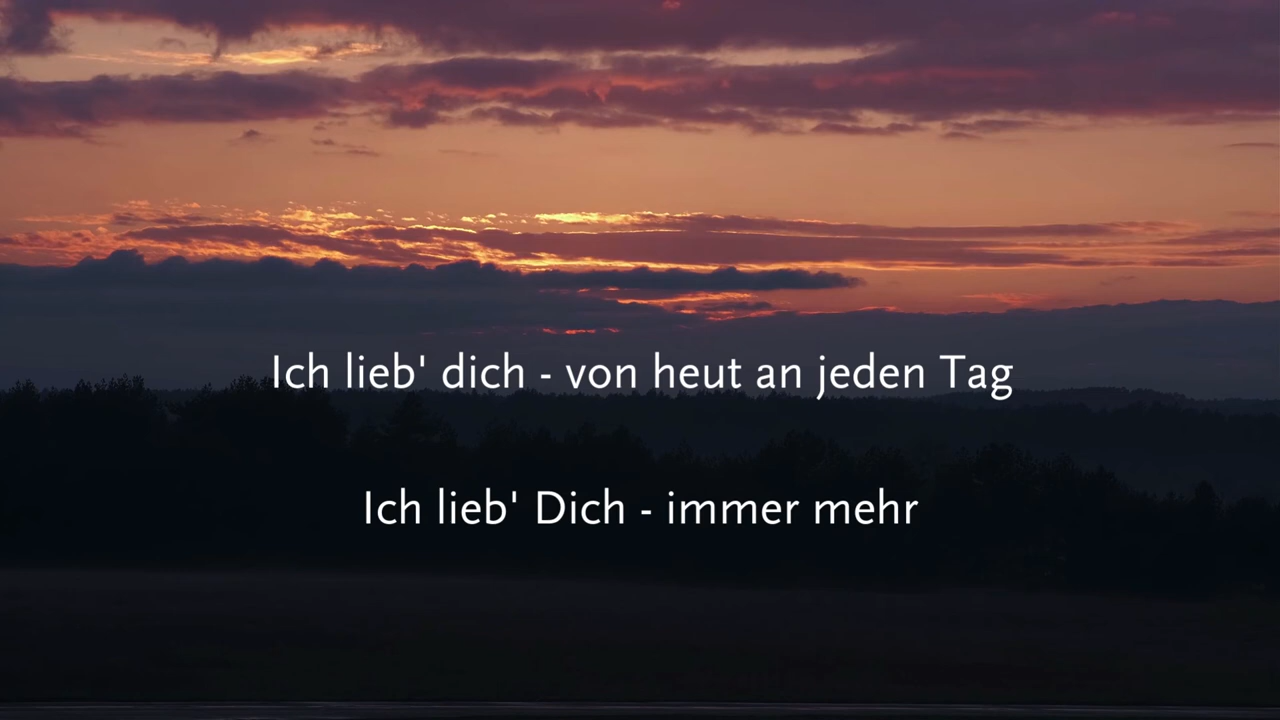 Ich lieb' dich - von heut an jeden Tag
Ich lieb' Dich - immer mehr